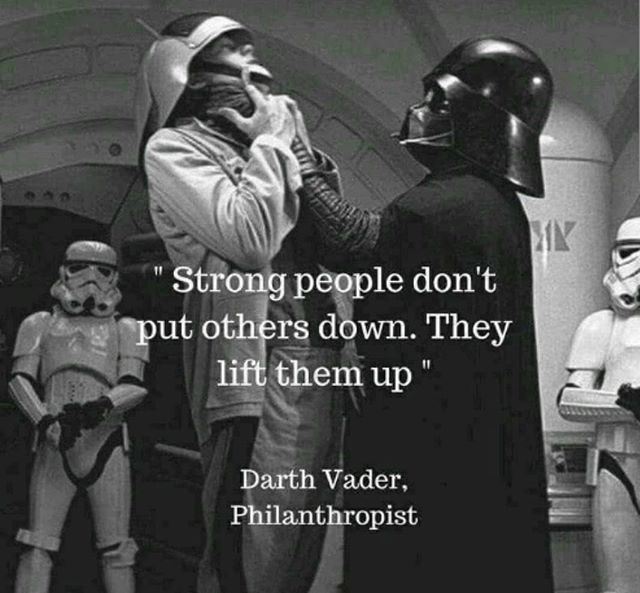 " Strong people don't
put others down. They
lift them up "
Darth Vader,
Philanthropist